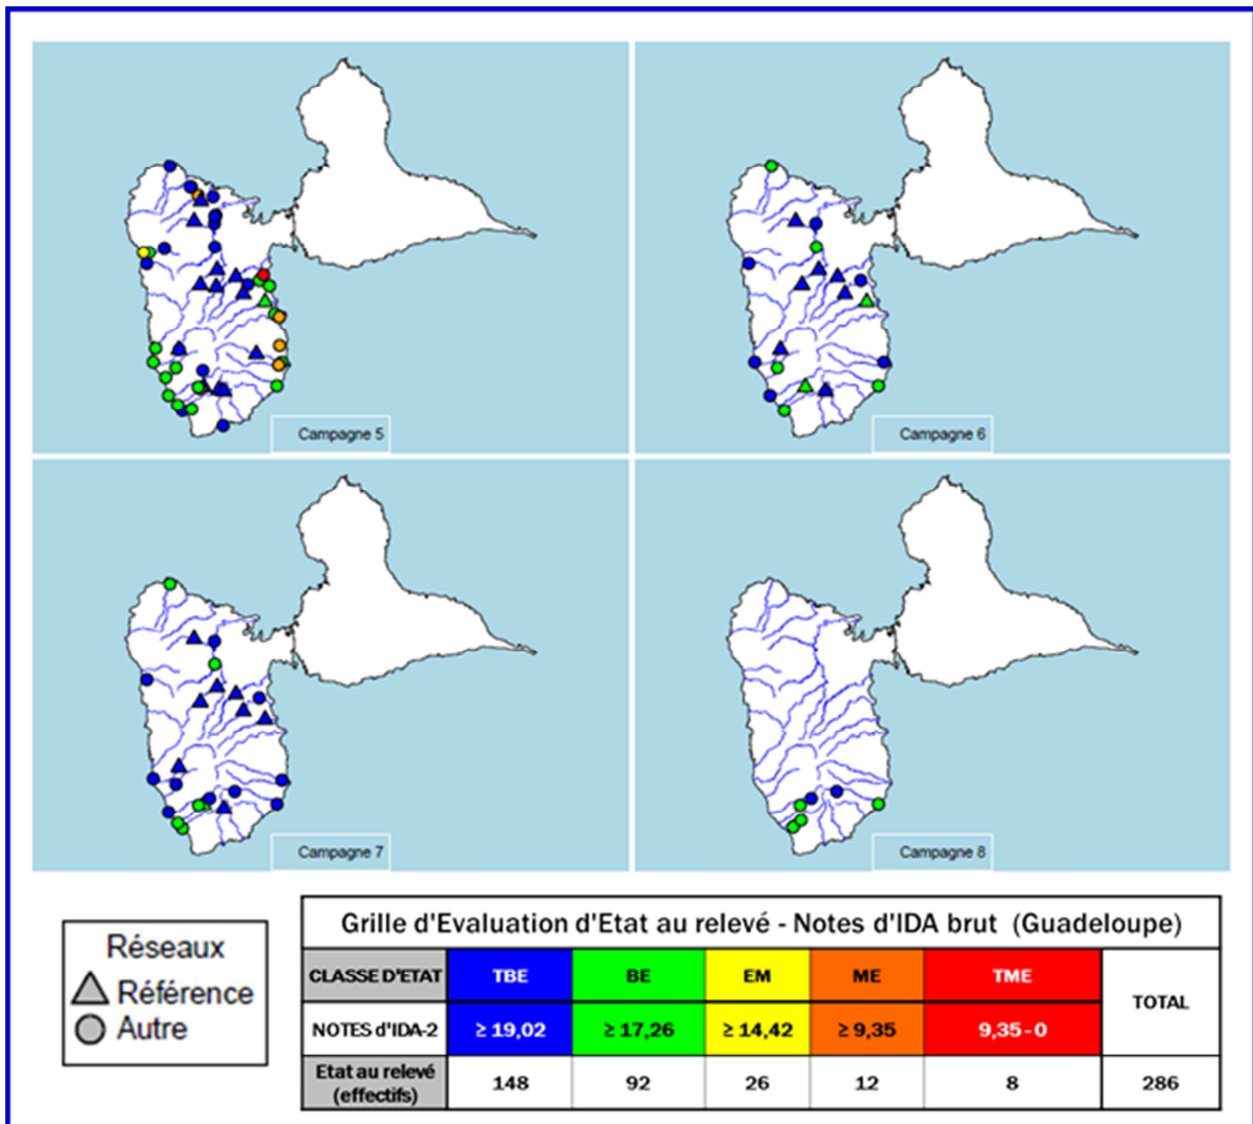 Campagne 5
Campagne 6
Campagne 7
Campagne 8
Réseaux
Référence
Autre
Grille d'Evaluation d'Etat au relevé - Notes d'IDA brut (Guadeloupe)
CLASSE D'ETAT TBE BE EM ME TME TOTAL
NOTES d'IDA-2 ≥ 19,02 ≥ 17,26 ≥ 14,42 ≥ 9,35 9,35-0
Etat au relevé
(effectifs) 148 92 26 12 8 286